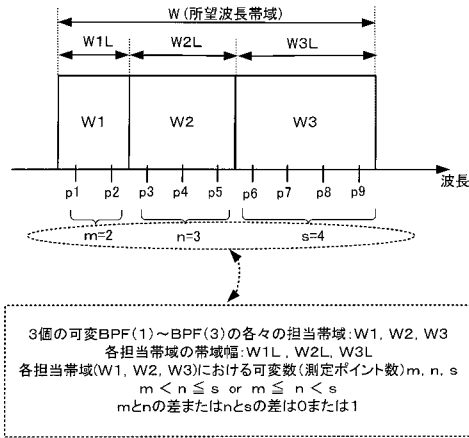 W(所望波長帯域)
W1L W2L W3L
W1 W2 W3
波長
p1 p2 p3 p4 p5 p6 p7 p8 p9
m=2 n=3 s=4
3個の可変BPF(1)~BPF(3)の各々の担当帯域:W1, W2, W3
各担当帯域の帯域幅:W1L , W2L, W3L
各担当帯域(W1, W2, W3)における可変数(測定ポイント数)m, n, s
m < n ≦ s or m ≦ n < s
mとnの差またはnとsの差は0または1